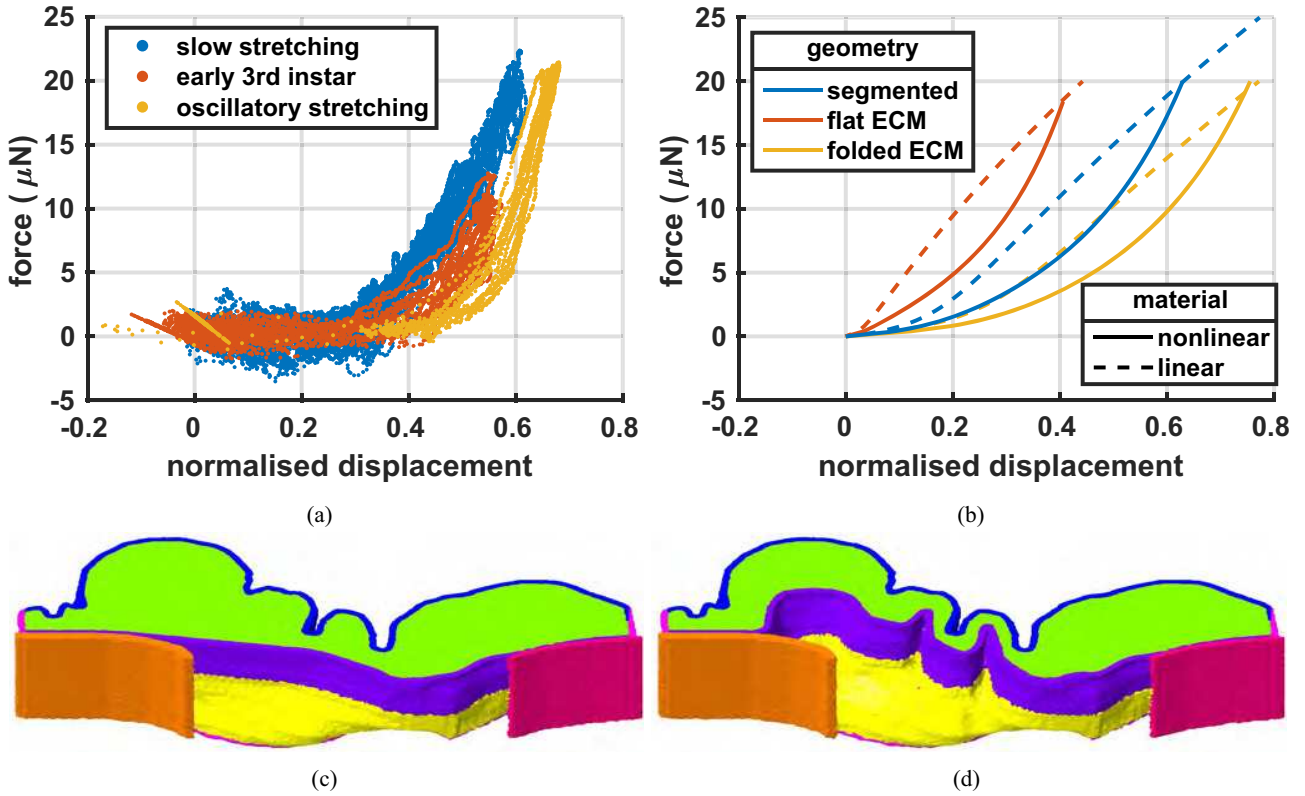 25
20
15
10
5
0
-5
force ( μN)
slow stretching
early 3rd instar
oscillatory stretching
-0.2 0 0.2 0.4 0.6 0.8
normalised displacement
(a)
25
20
15
10
5
0
-5
force ( μN)
geometry
segmented
flat ECM
folded ECM
material
nonlinear
linear
-0.2 0 0.2 0.4 0.6 0.8
normalised displacement
(b)
(c)
(d)